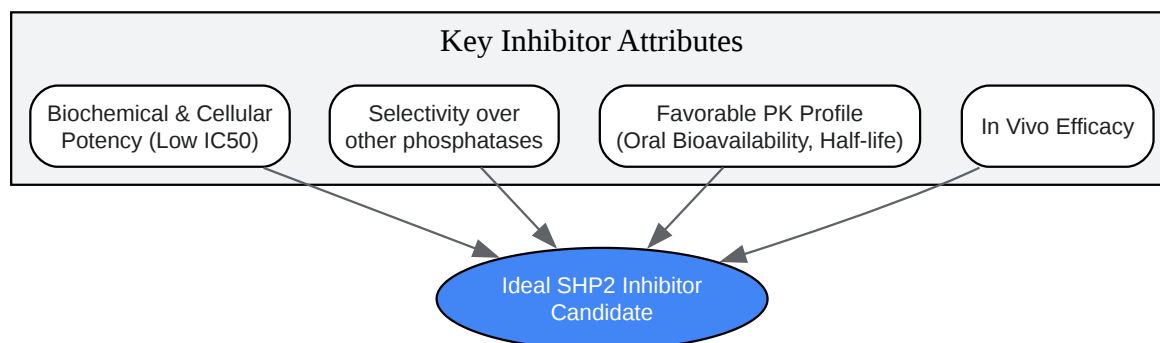 Key Inhibitor Attributes
Biochemical & Cellular
Potency (Low IC50)
Selectivity over
other phosphatases
Favorable PK Profile
(Oral Bioavailability, Half-life)
In Vivo Efficacy
Ideal SHP2 Inhibitor
Candidate